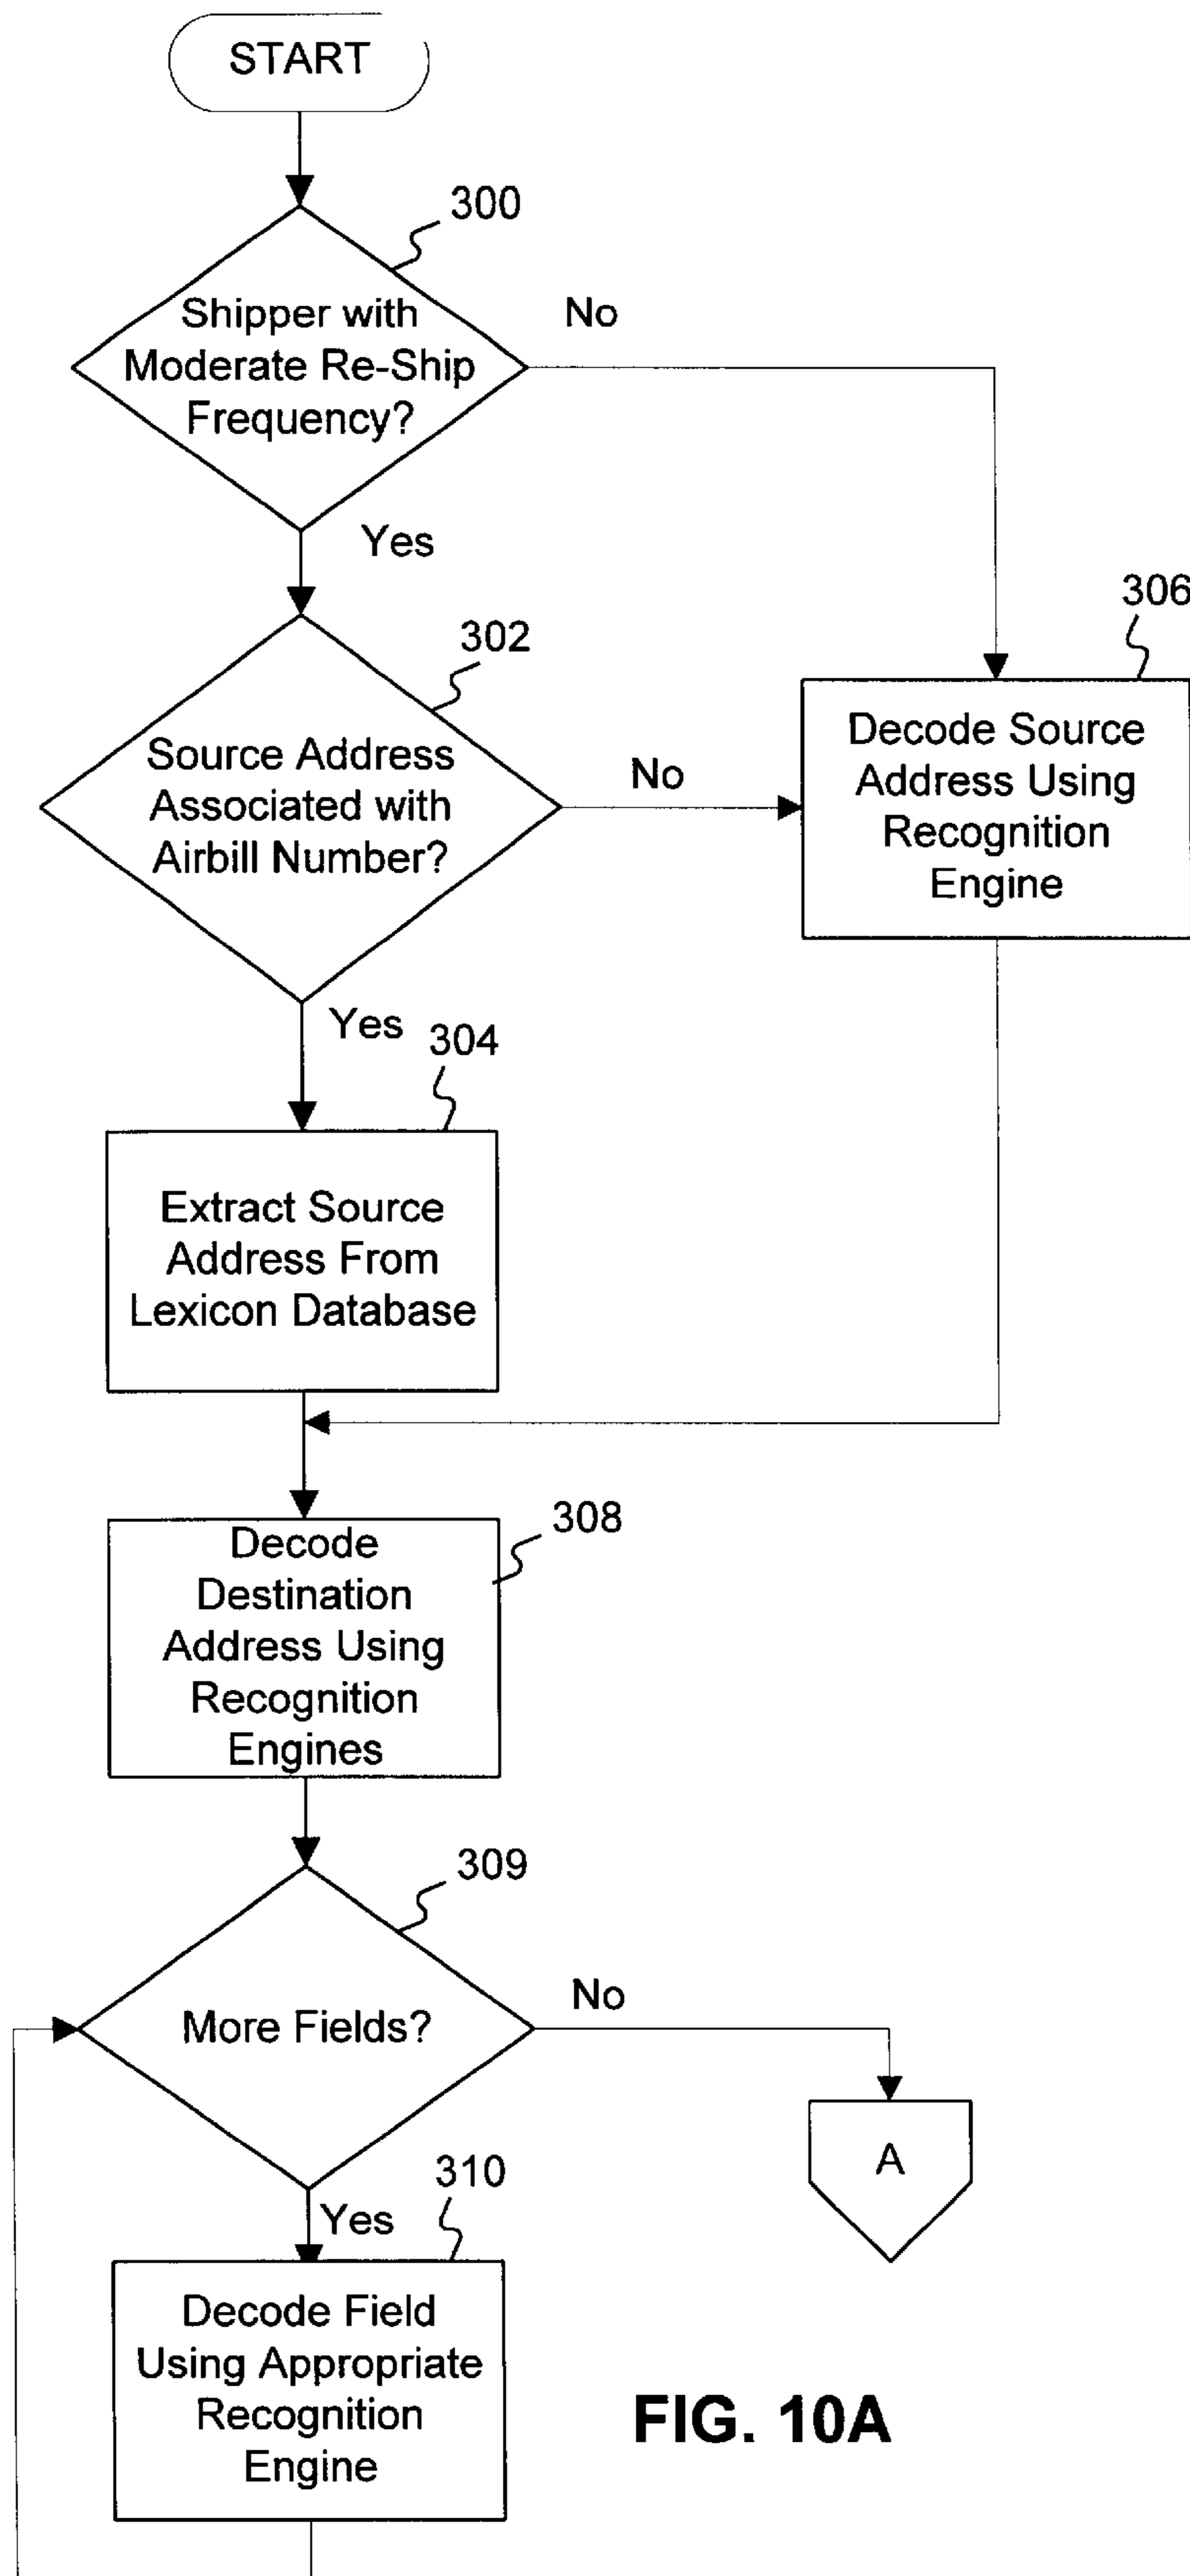 START
300
Shipper with
Moderate Re-Ship
Frequency?
No
Yes
302
Source Address
Associated with
Airbill Number?
No
306
Decode Source
Address Using
Recognition
Engine
Yes
304
Extract Source
Address From
Lexicon Database
308
Decode
Destination
Address Using
Recognition
Engines
309
More Fields?
No
A
310
Yes
Decode Field
Using Appropriate
Recognition
Engine
FIG. 10A